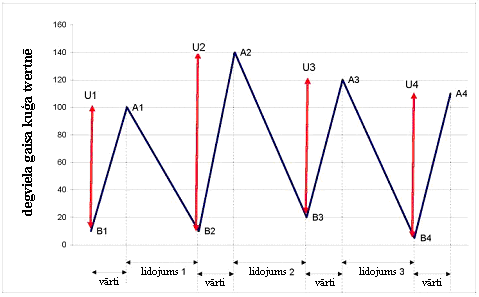 degviela gaisa kuģa tvertnē
160
140
120
100
80
60
40
20
0
U1
U2
U3
U4
A1
A2
A3
A4
B1
B2
B3
B4
vārti
lidojums 1
vārti
lidojums 2
vārti
lidojums 3
vārti